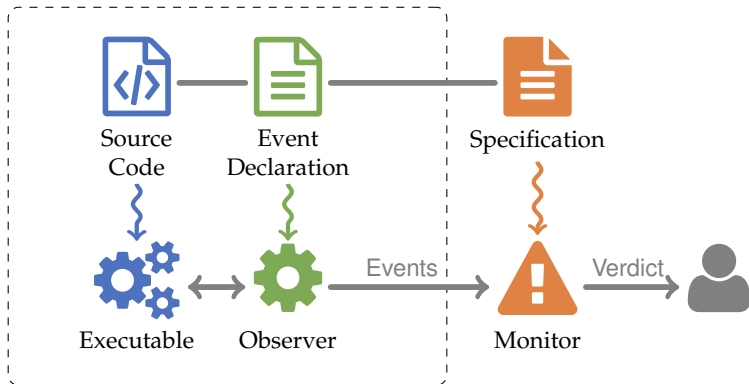 </>
Source
Code
Event
Declaration
Specification
Events
Verdict
Executable
Observer
Monitor